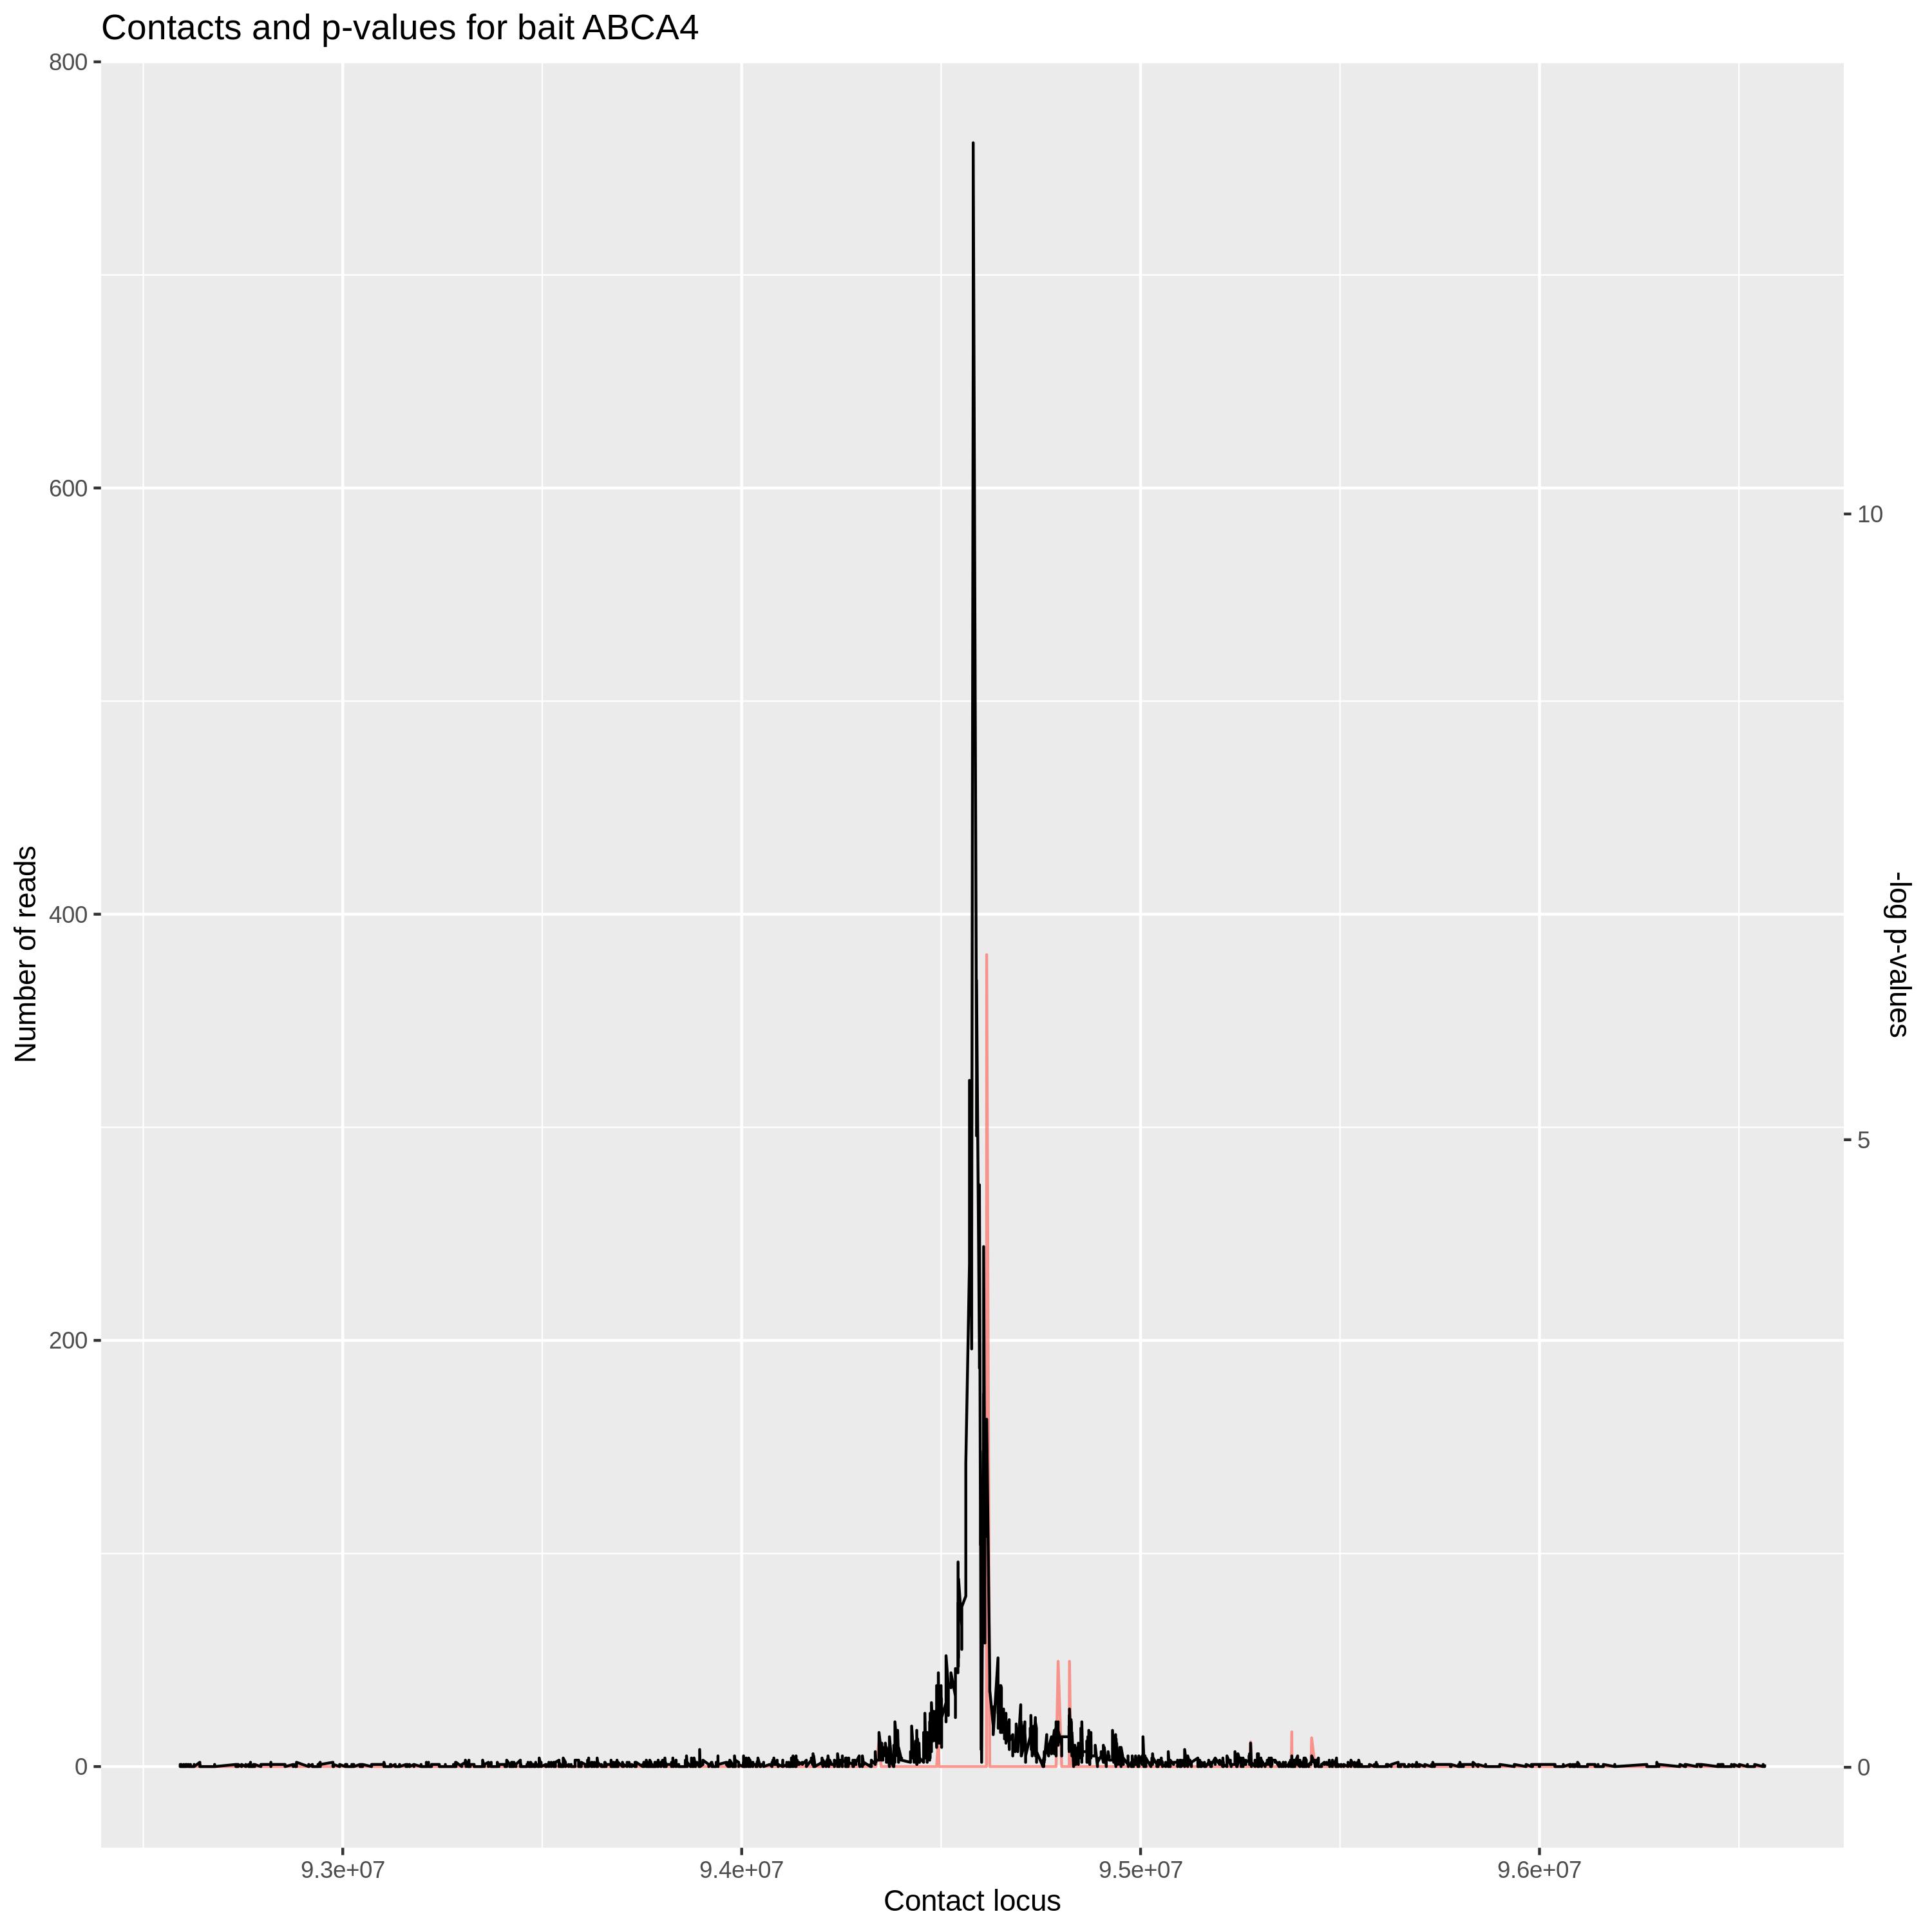 Contacts and p-values for bait ABCA4
800
600
400
200
0
Number of reads
10
5
0
-log p-values
9.3e+07
9.4e+07
9.5e+07
9.6e+07
Contact locus